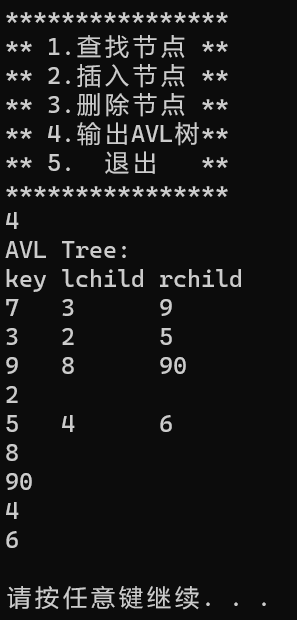 ****************
** 1.查找节点 **
** 2.插入节点 **
** 3.删除节点 **
** 4.输出AVL树**
** 5.  退出   **
****************
4
AVL Tree:
key lchild rchild
7   3      9
3   2      5
9   8      90
2
5   4      6
8
90
4
6
请按任意键继续. . .